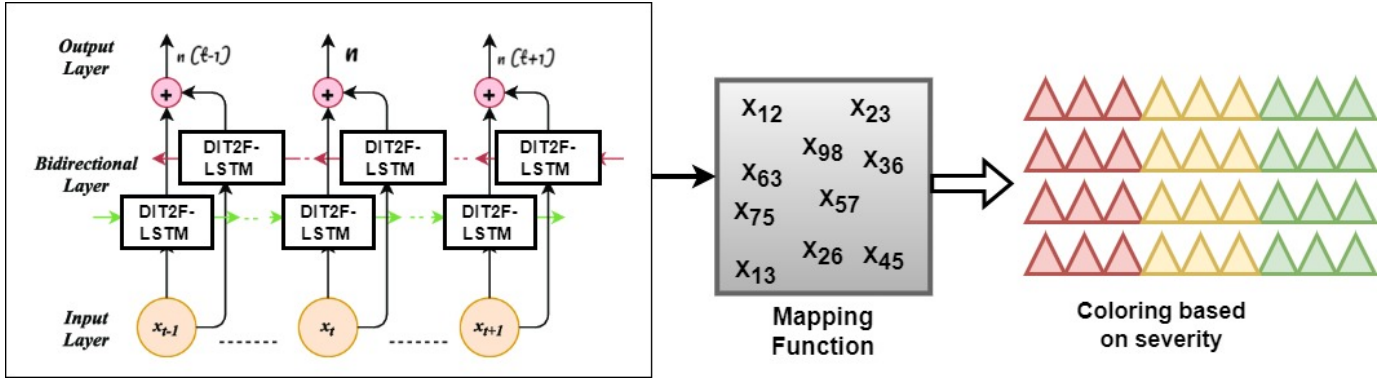 Output
Layer
n (t-1)
n
n (t+1)
+
+
+
DIT2F-
LSTM
DIT2F-
LSTM
DIT2F-
LSTM
Bidirectional
Layer
DIT2F-
LSTM
DIT2F-
LSTM
DIT2F-
LSTM
Input
Layer
xt-1
xt
xt+1
X12
X23
X98
X36
X63
X57
X75
X26
X45
X13
Mapping
Function
Coloring based
on severity